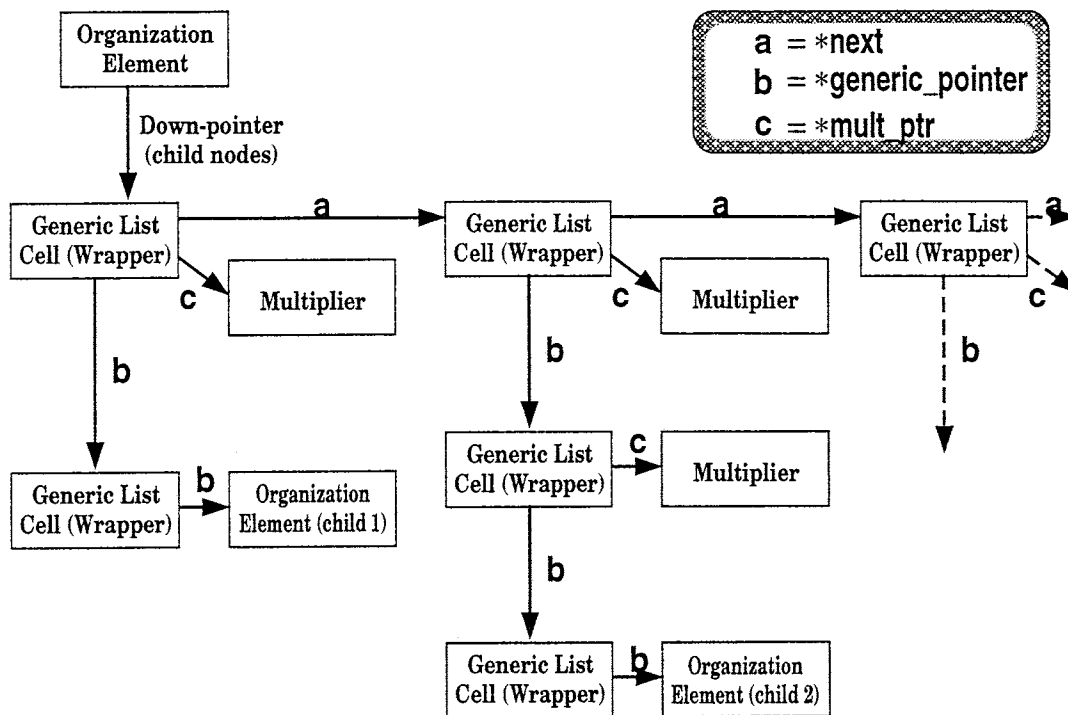 Organization
Element
a = *next
b = *generic_pointer
c = *mult_ptr
Down-pointer
(child nodes)
Generic List
Cell (Wrapper)
a
Generic List
Cell (Wrapper)
a
Generic List
Cell (Wrapper)
a
c
Multiplier
c
Multiplier
c
b
b
b
Generic List
Cell (Wrapper)
b
Organization
Element (child 1)
Generic List
Cell (Wrapper)
c
Multiplier
b
Generic List
Cell (Wrapper)
b
Organization
Element (child 2)